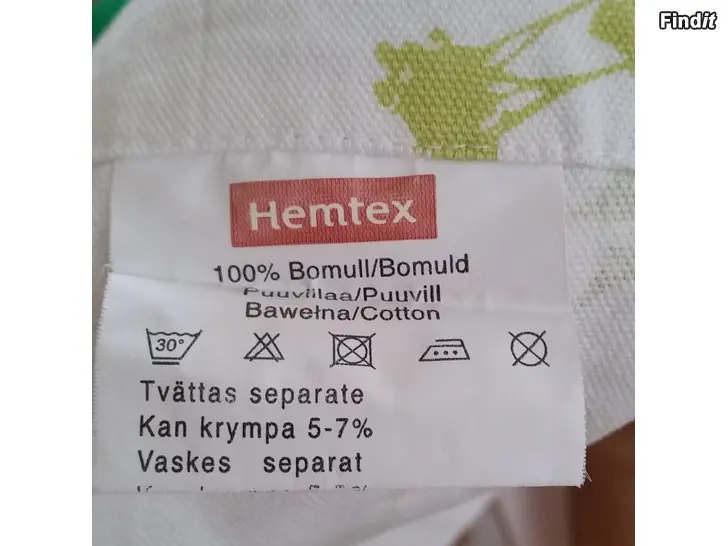 Findit
Hemtex
100% Bomull/Bomuld
Puuvillaa/Puuvill
Bawełna/Cotton
30°
Tvättas separate
Kan krympa 5-7%
Vaskes separat